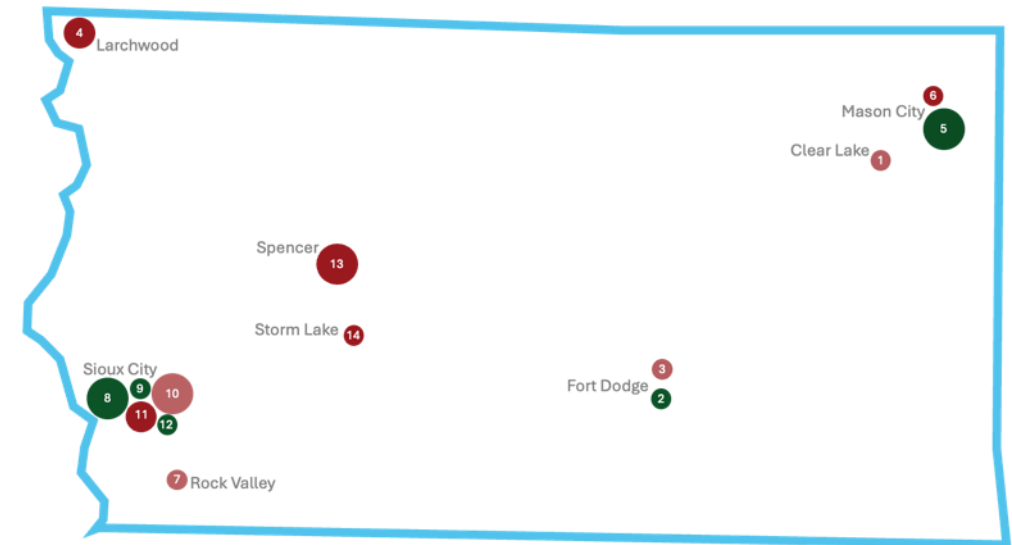 4
Larchwood
6
Mason City
5
Clear Lake
1
Spencer
13
Storm Lake
14
3
Fort Dodge
2
Sioux City
9
10
8
11
12
7
Rock Valley